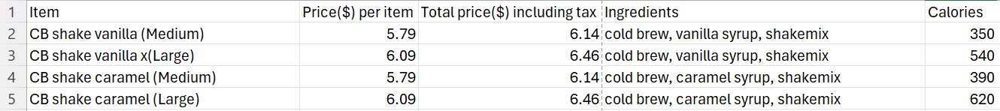 1 Item Price($) per item Total price($) including tax Ingredients Calories
2 CB shake vanilla (Medium) 5.79 6.14 cold brew, vanilla syrup, shakemix 350
3 CB shake vanilla x(Large) 6.09 6.46 cold brew, vanilla syrup, shakemix 540
4 CB shake caramel (Medium) 5.79 6.14 cold brew, caramel syrup, shakemix 390
5 CB shake caramel (Large) 6.09 6.46 cold brew, caramel syrup, shakemix 620